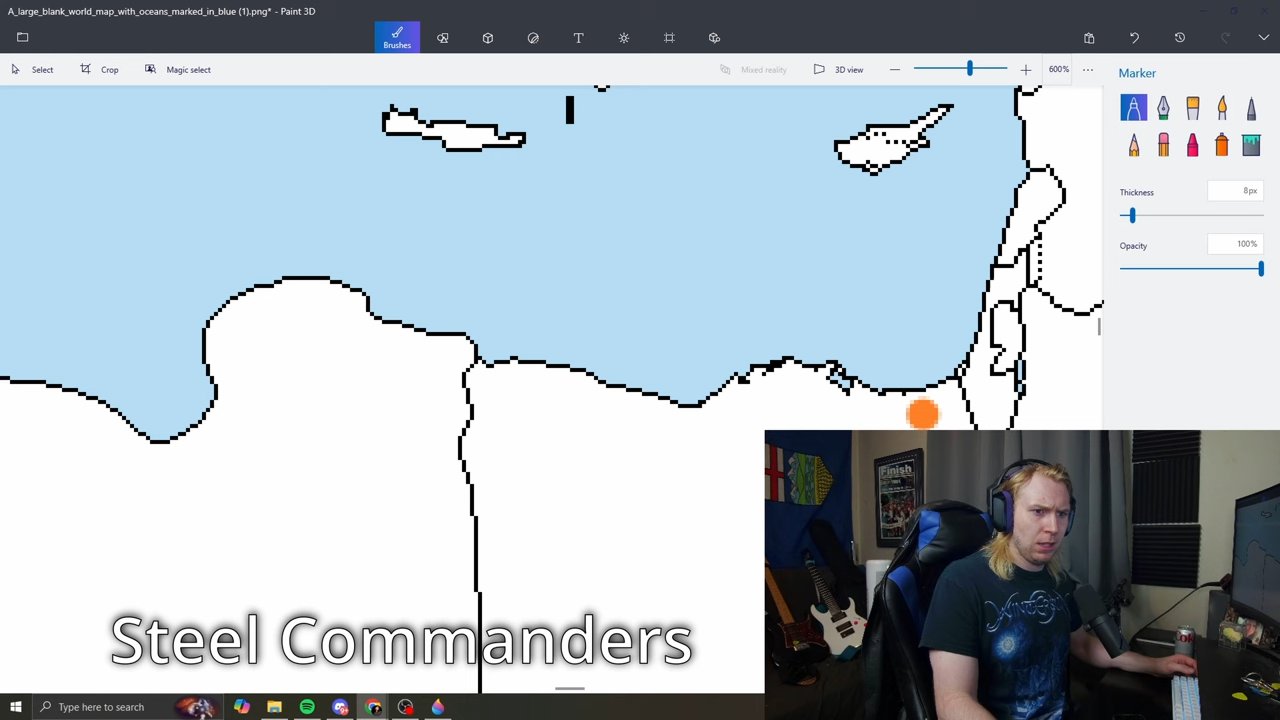 A_large_blank_world_map_with_oceans_marked_in_blue (1).png* - Paint 3D
Brushes
Select
Crop
Magic select
Mixed reality
3D view
600%
Marker
Thickness
8px
Opacity
100%
Finish
Steel Commanders
Type here to search